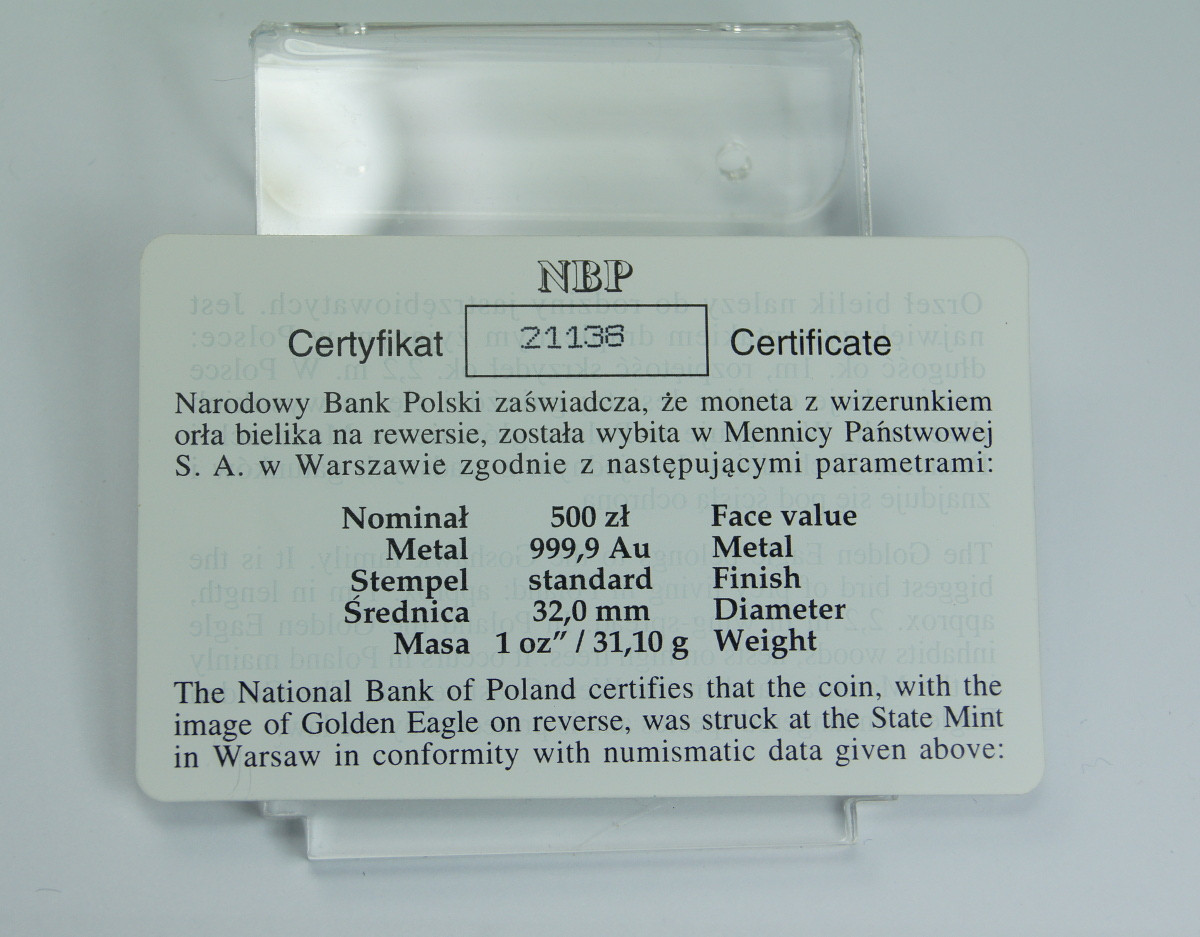 NBP
Certyfikat 21138 Certificate
Narodowy Bank Polski zaświadcza, że moneta z wizerunkiem
orła bielika na rewersie, została wybita w Mennicy Państwowej
S. A. w Warszawie zgodnie z następującymi parametrami:
Nominał 500 zł Face value
Metal 999,9 Au Metal
Stempel standard Finish
Średnica 32,0 mm Diameter
Masa 1 oz” / 31,10 g Weight
The National Bank of Poland certifies that the coin, with the
image of Golden Eagle on reverse, was struck at the State Mint
in Warsaw in conformity with numismatic data given above: